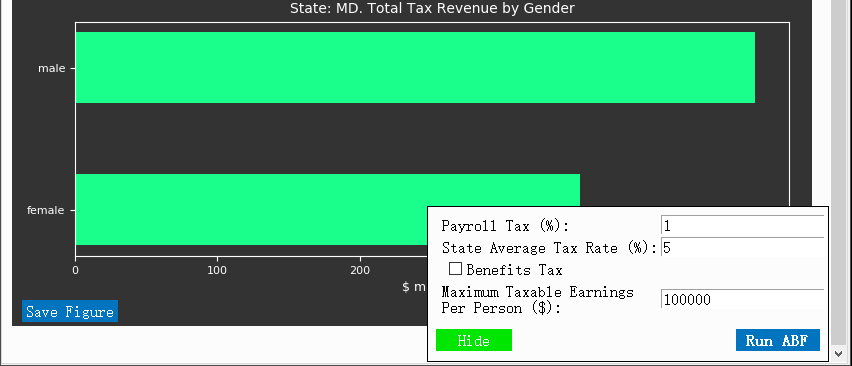 State: MD. Total Tax Revenue by Gender
male
female
0 100 200
$ m
Save Figure
Payroll Tax (%): 1
State Average Tax Rate (%): 5
Benefits Tax
Maximum Taxable Earnings
Per Person ($): 100000
Hide Run ABF